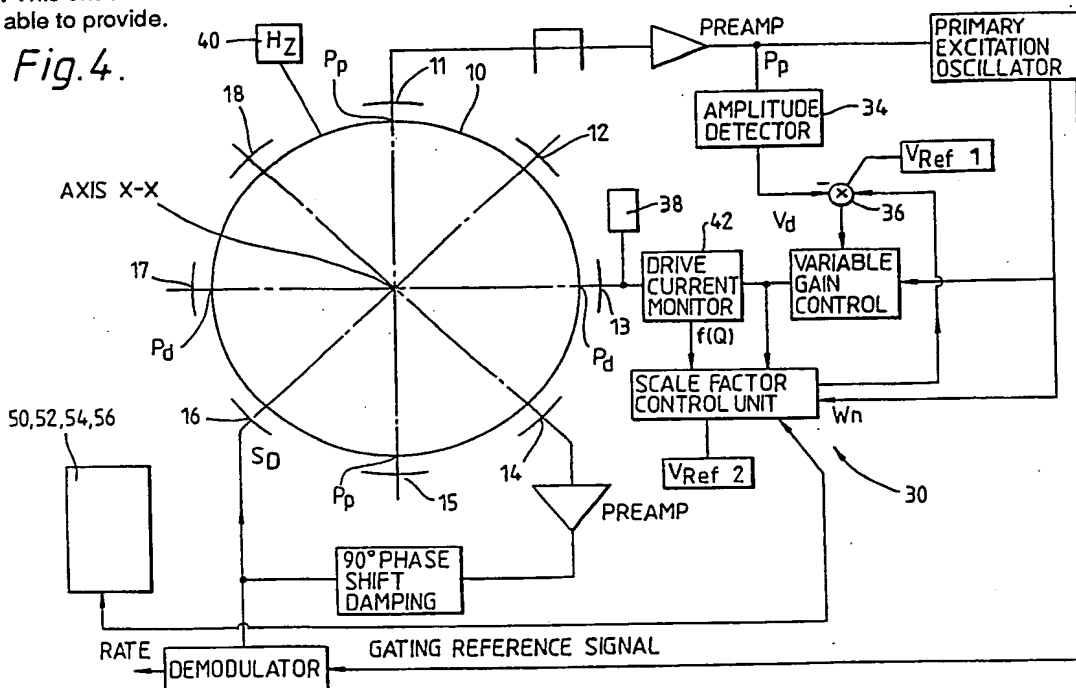 able to provide.
Fig. 4.
40
Hz
Pp
11
10
18
12
AXIS X-X
17
Pd
16
SD
Pp
15
14
13
Pd
38
42
PREAMP
Pp
PRIMARY
EXCITATION
OSCILLATOR
AMPLITUDE
DETECTOR
34
VRef 1
-
X
36
Vd
DRIVE
CURRENT
MONITOR
VARIABLE
GAIN
CONTROL
f(Q)
SCALE FACTOR
CONTROL UNIT
Wn
VRef 2
30
50,52,54,56
PREAMP
90° PHASE
SHIFT
DAMPING
RATE
DEMODULATOR
GATING REFERENCE SIGNAL